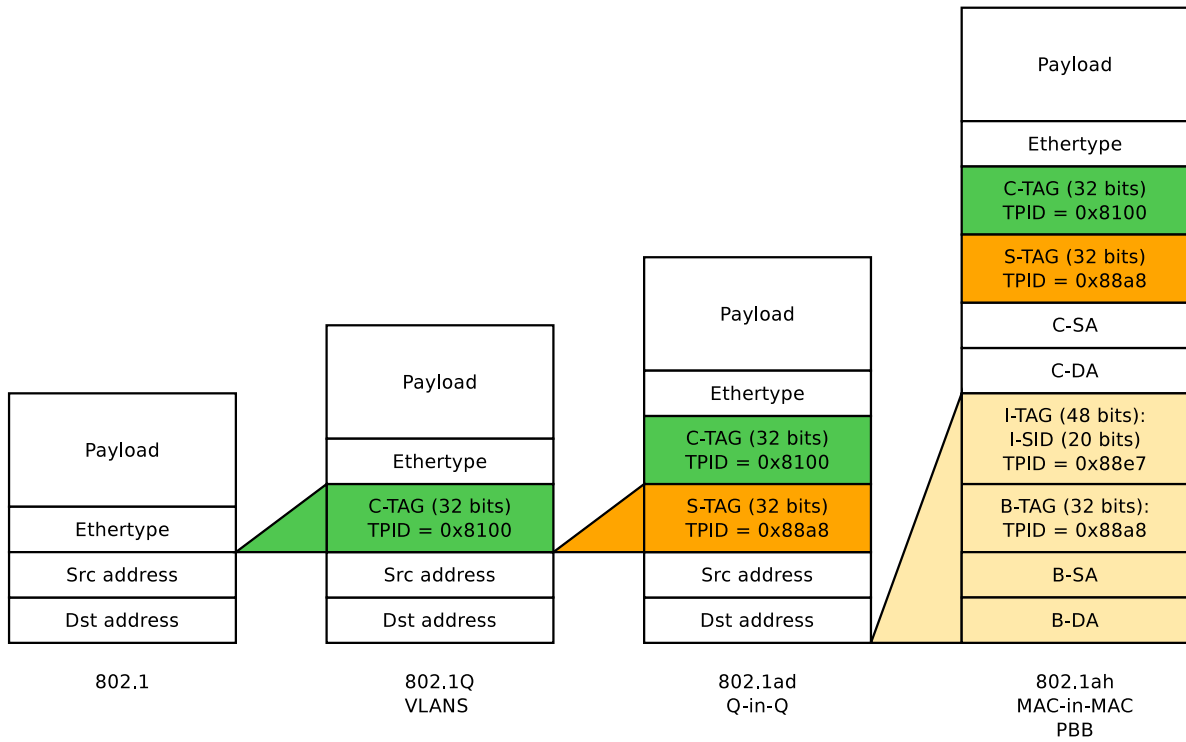 Payload
Ethertype
Src address
Dst address
802.1
Payload
Ethertype
C-TAG (32 bits)
TPID = 0x8100
Src address
Dst address
802.1Q
VLANS
Payload
Ethertype
C-TAG (32 bits)
TPID = 0x8100
S-TAG (32 bits)
TPID = 0x88a8
Src address
Dst address
802.1ad
Q-in-Q
Payload
Ethertype
C-TAG (32 bits)
TPID = 0x8100
S-TAG (32 bits)
TPID = 0x88a8
C-SA
C-DA
I-TAG (48 bits):
I-SID (20 bits)
TPID = 0x88e7
B-TAG (32 bits):
TPID = 0x88a8
B-SA
B-DA
802.1ah
MAC-in-MAC
PBB